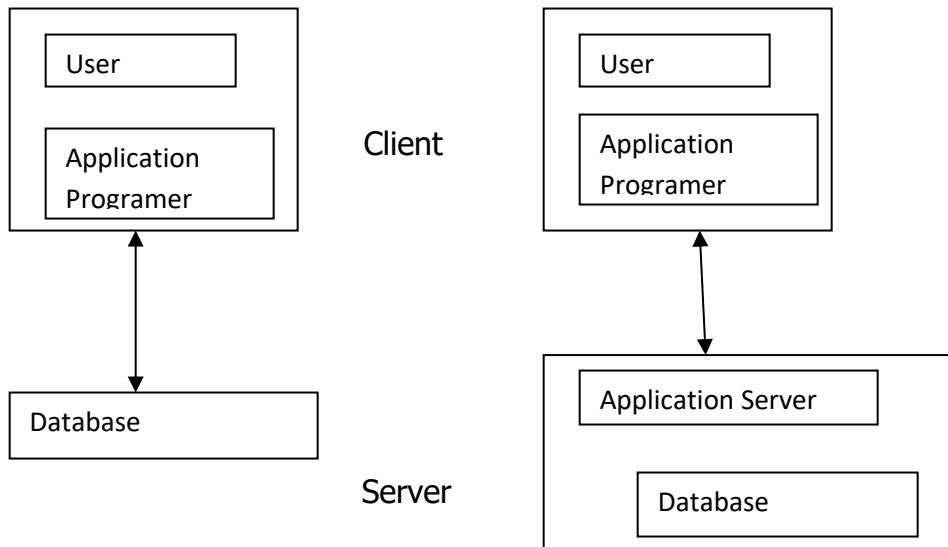 User
Application
Programer
Client
User
Application
Programer
Database
Server
Application Server
Database